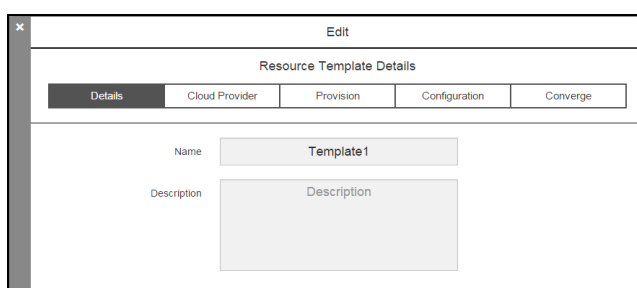 ×
Edit
Resource Template Details
Details Cloud Provider Provision Configuration Converge
Name Template1
Description Description